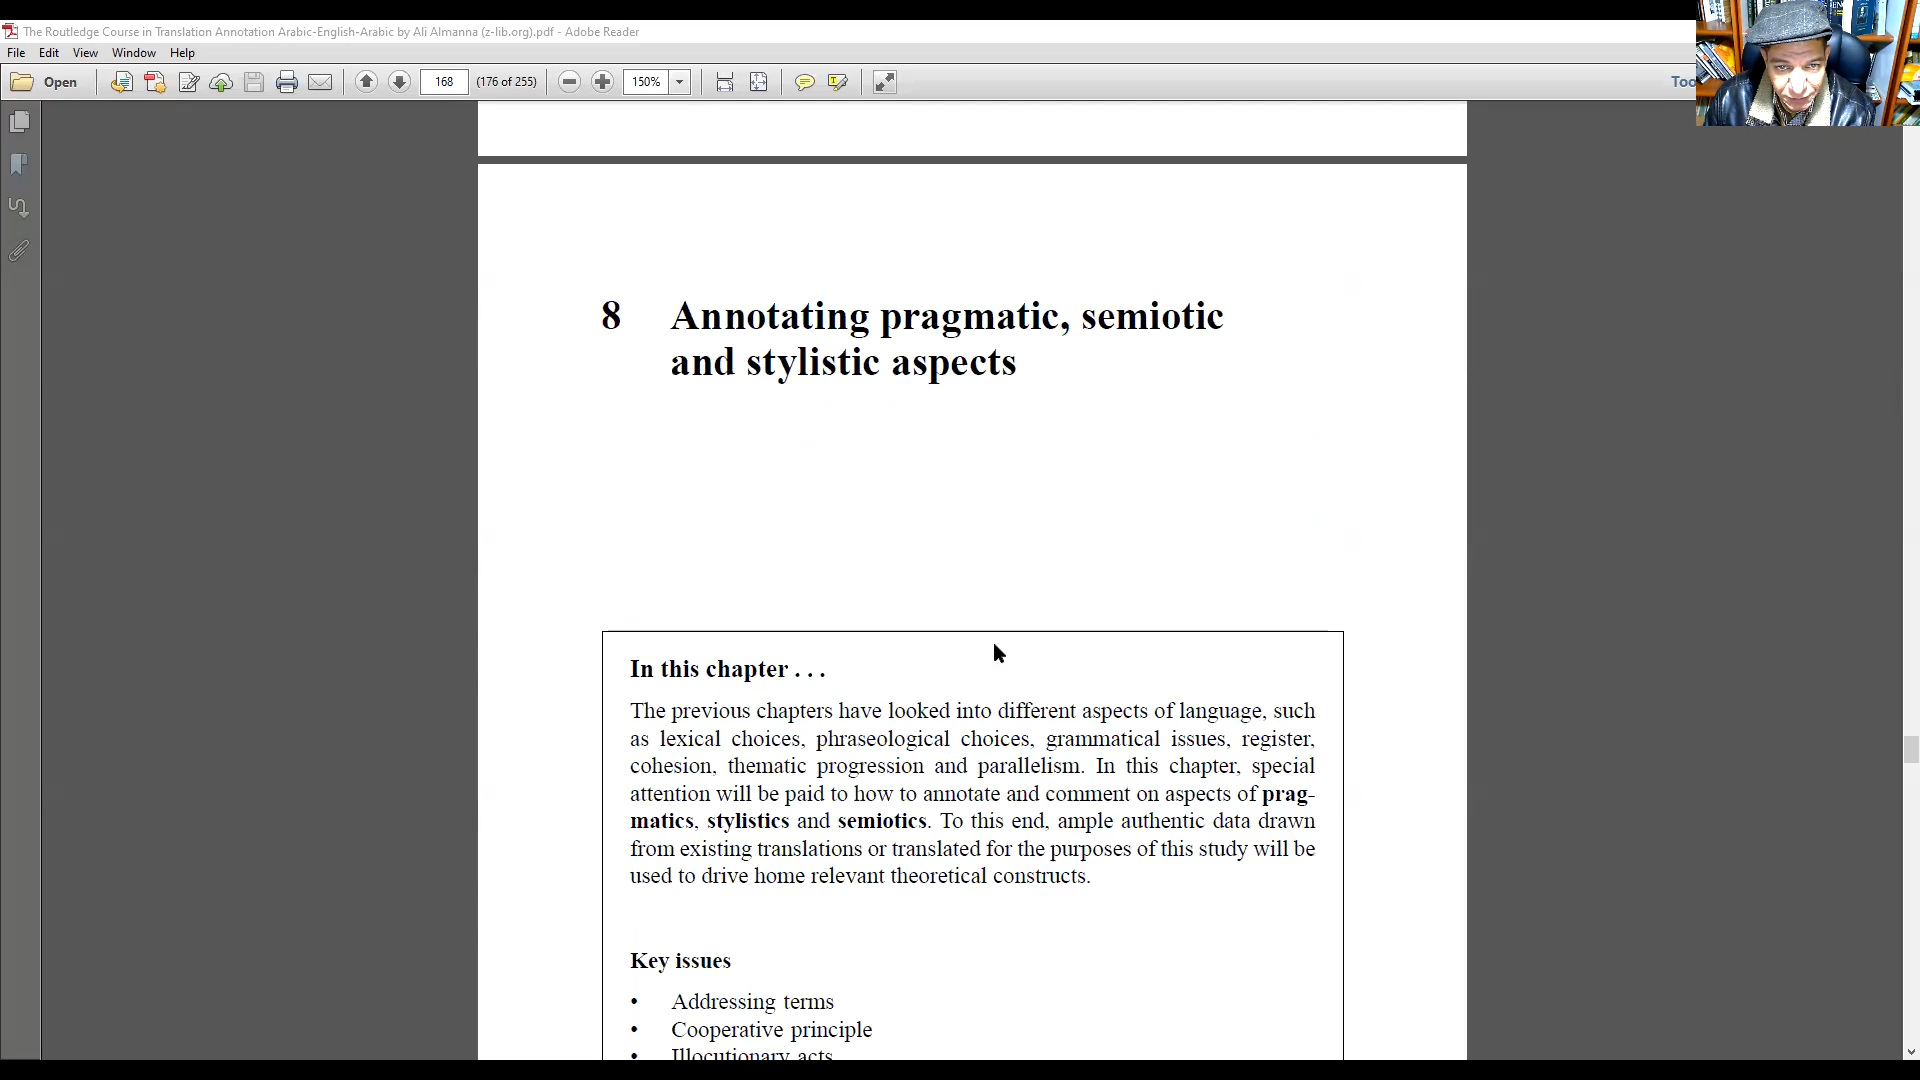 The Routledge Course in Translation Annotation Arabic-English-Arabic by Ali Almanna (z-lib.org).pdf - Adobe Reader
File Edit View Window Help
Open 168 (176 of 255) 150% Too
8 Annotating pragmatic, semiotic
and stylistic aspects
In this chapter . . .
The previous chapters have looked into different aspects of language, such
as lexical choices, phraseological choices, grammatical issues, register,
cohesion, thematic progression and parallelism. In this chapter, special
attention will be paid to how to annotate and comment on aspects of prag-
matics, stylistics and semiotics. To this end, ample authentic data drawn
from existing translations or translated for the purposes of this study will be
used to drive home relevant theoretical constructs.
Key issues
• Addressing terms
• Cooperative principle
• Illocutionary acts